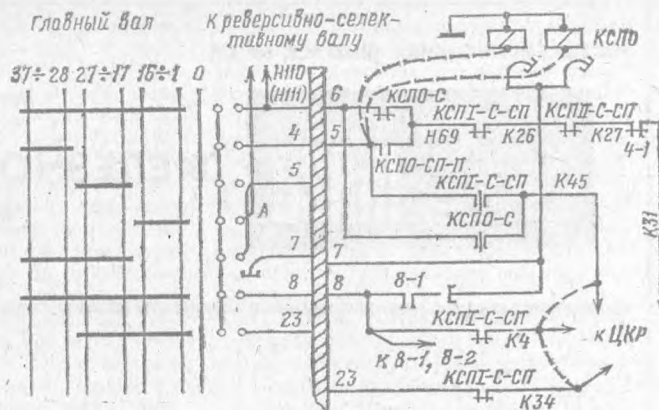 Главный вал
К реверсивно-селек-
тивному валу
КСПО
37÷28 27÷17 16÷1 0
Н110
(Н111)
6
КСПО-С
КСПI-С-СП
КСПII-С-СП
4
5
Н69
К26
К27
4-1
КСПО-СП-П
5
КСПI-С-СП
К45
А
КСПО-С
К31
7
7
8
8
8-1
КСПI-С-СП
23
К4
к ЦКР
к 8-1, 8-2
23
КСПI-С-СП
К34